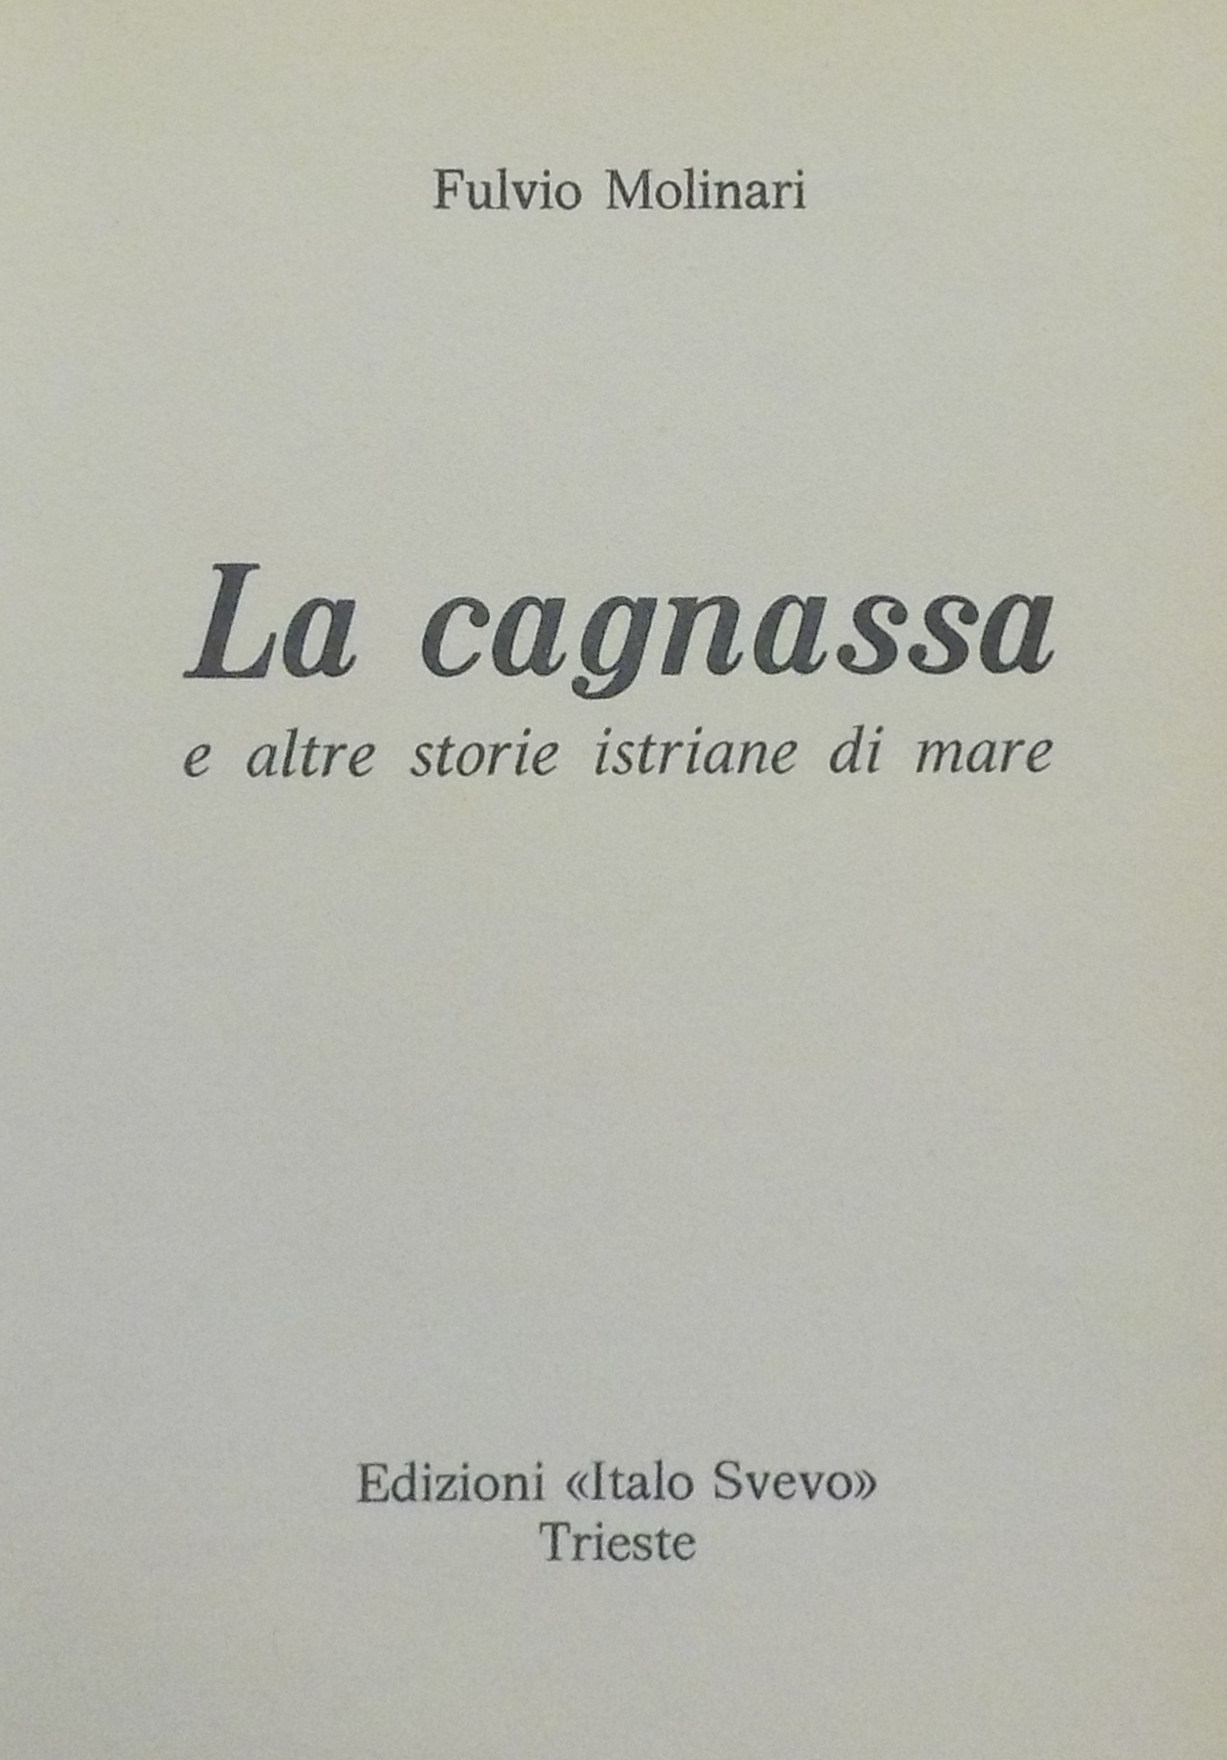 Fulvio Molinari
La cagnassa
e altre storie istriane di mare
Edizioni «Italo Svevo»
Trieste